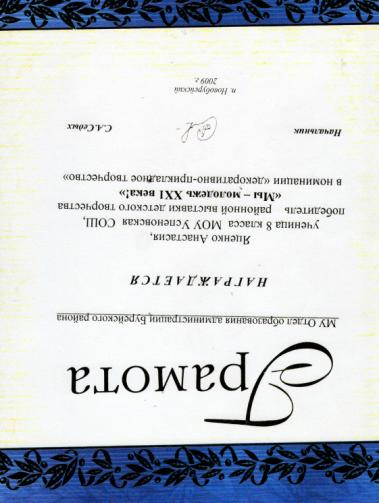 Грамота
МУ Отдел образования администрации Бурейского района
НАГРАЖДАЕТСЯ
Яценко Анастасия,
ученица 8 класса МОУ Успеновская СОШ,
победитель районной выставки детского творчества
«Мы – молодежь XXI века!»
в номинации «декоративно-прикладное творчество»
Начальник С.А.Седых
п. Новобурейский
2009 г.